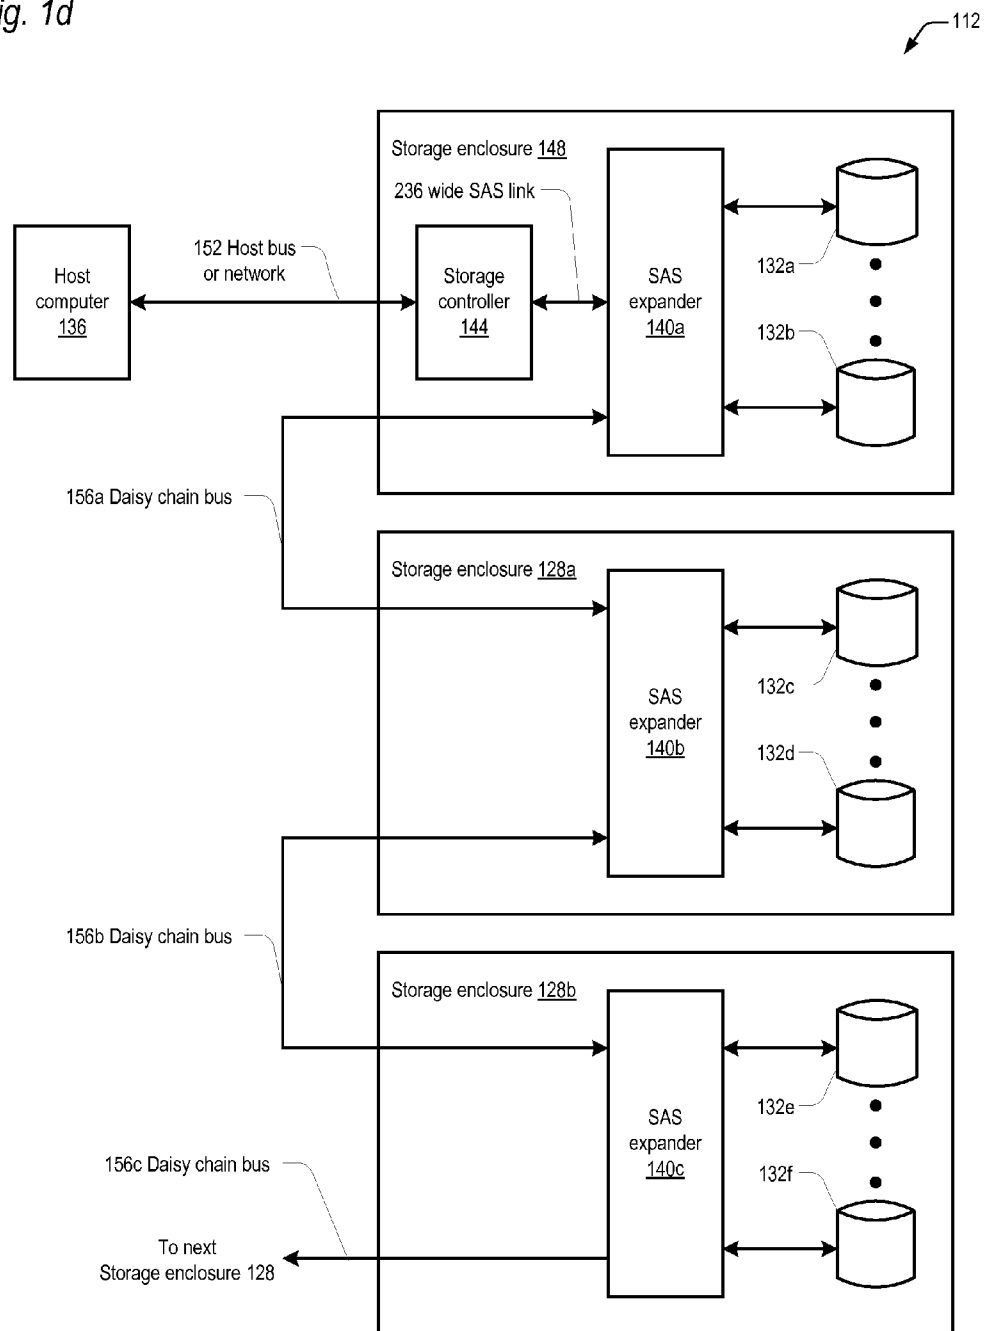 ig. 1d
112
Storage enclosure 148
236 wide SAS link
152 Host bus
or network
Host
computer
136
Storage
controller
144
SAS
expander
140a
132a
132b
156a Daisy chain bus
Storage enclosure 128a
SAS
expander
140b
132c
132d
156b Daisy chain bus
Storage enclosure 128b
SAS
expander
140c
132e
132f
156c Daisy chain bus
To next
Storage enclosure 128